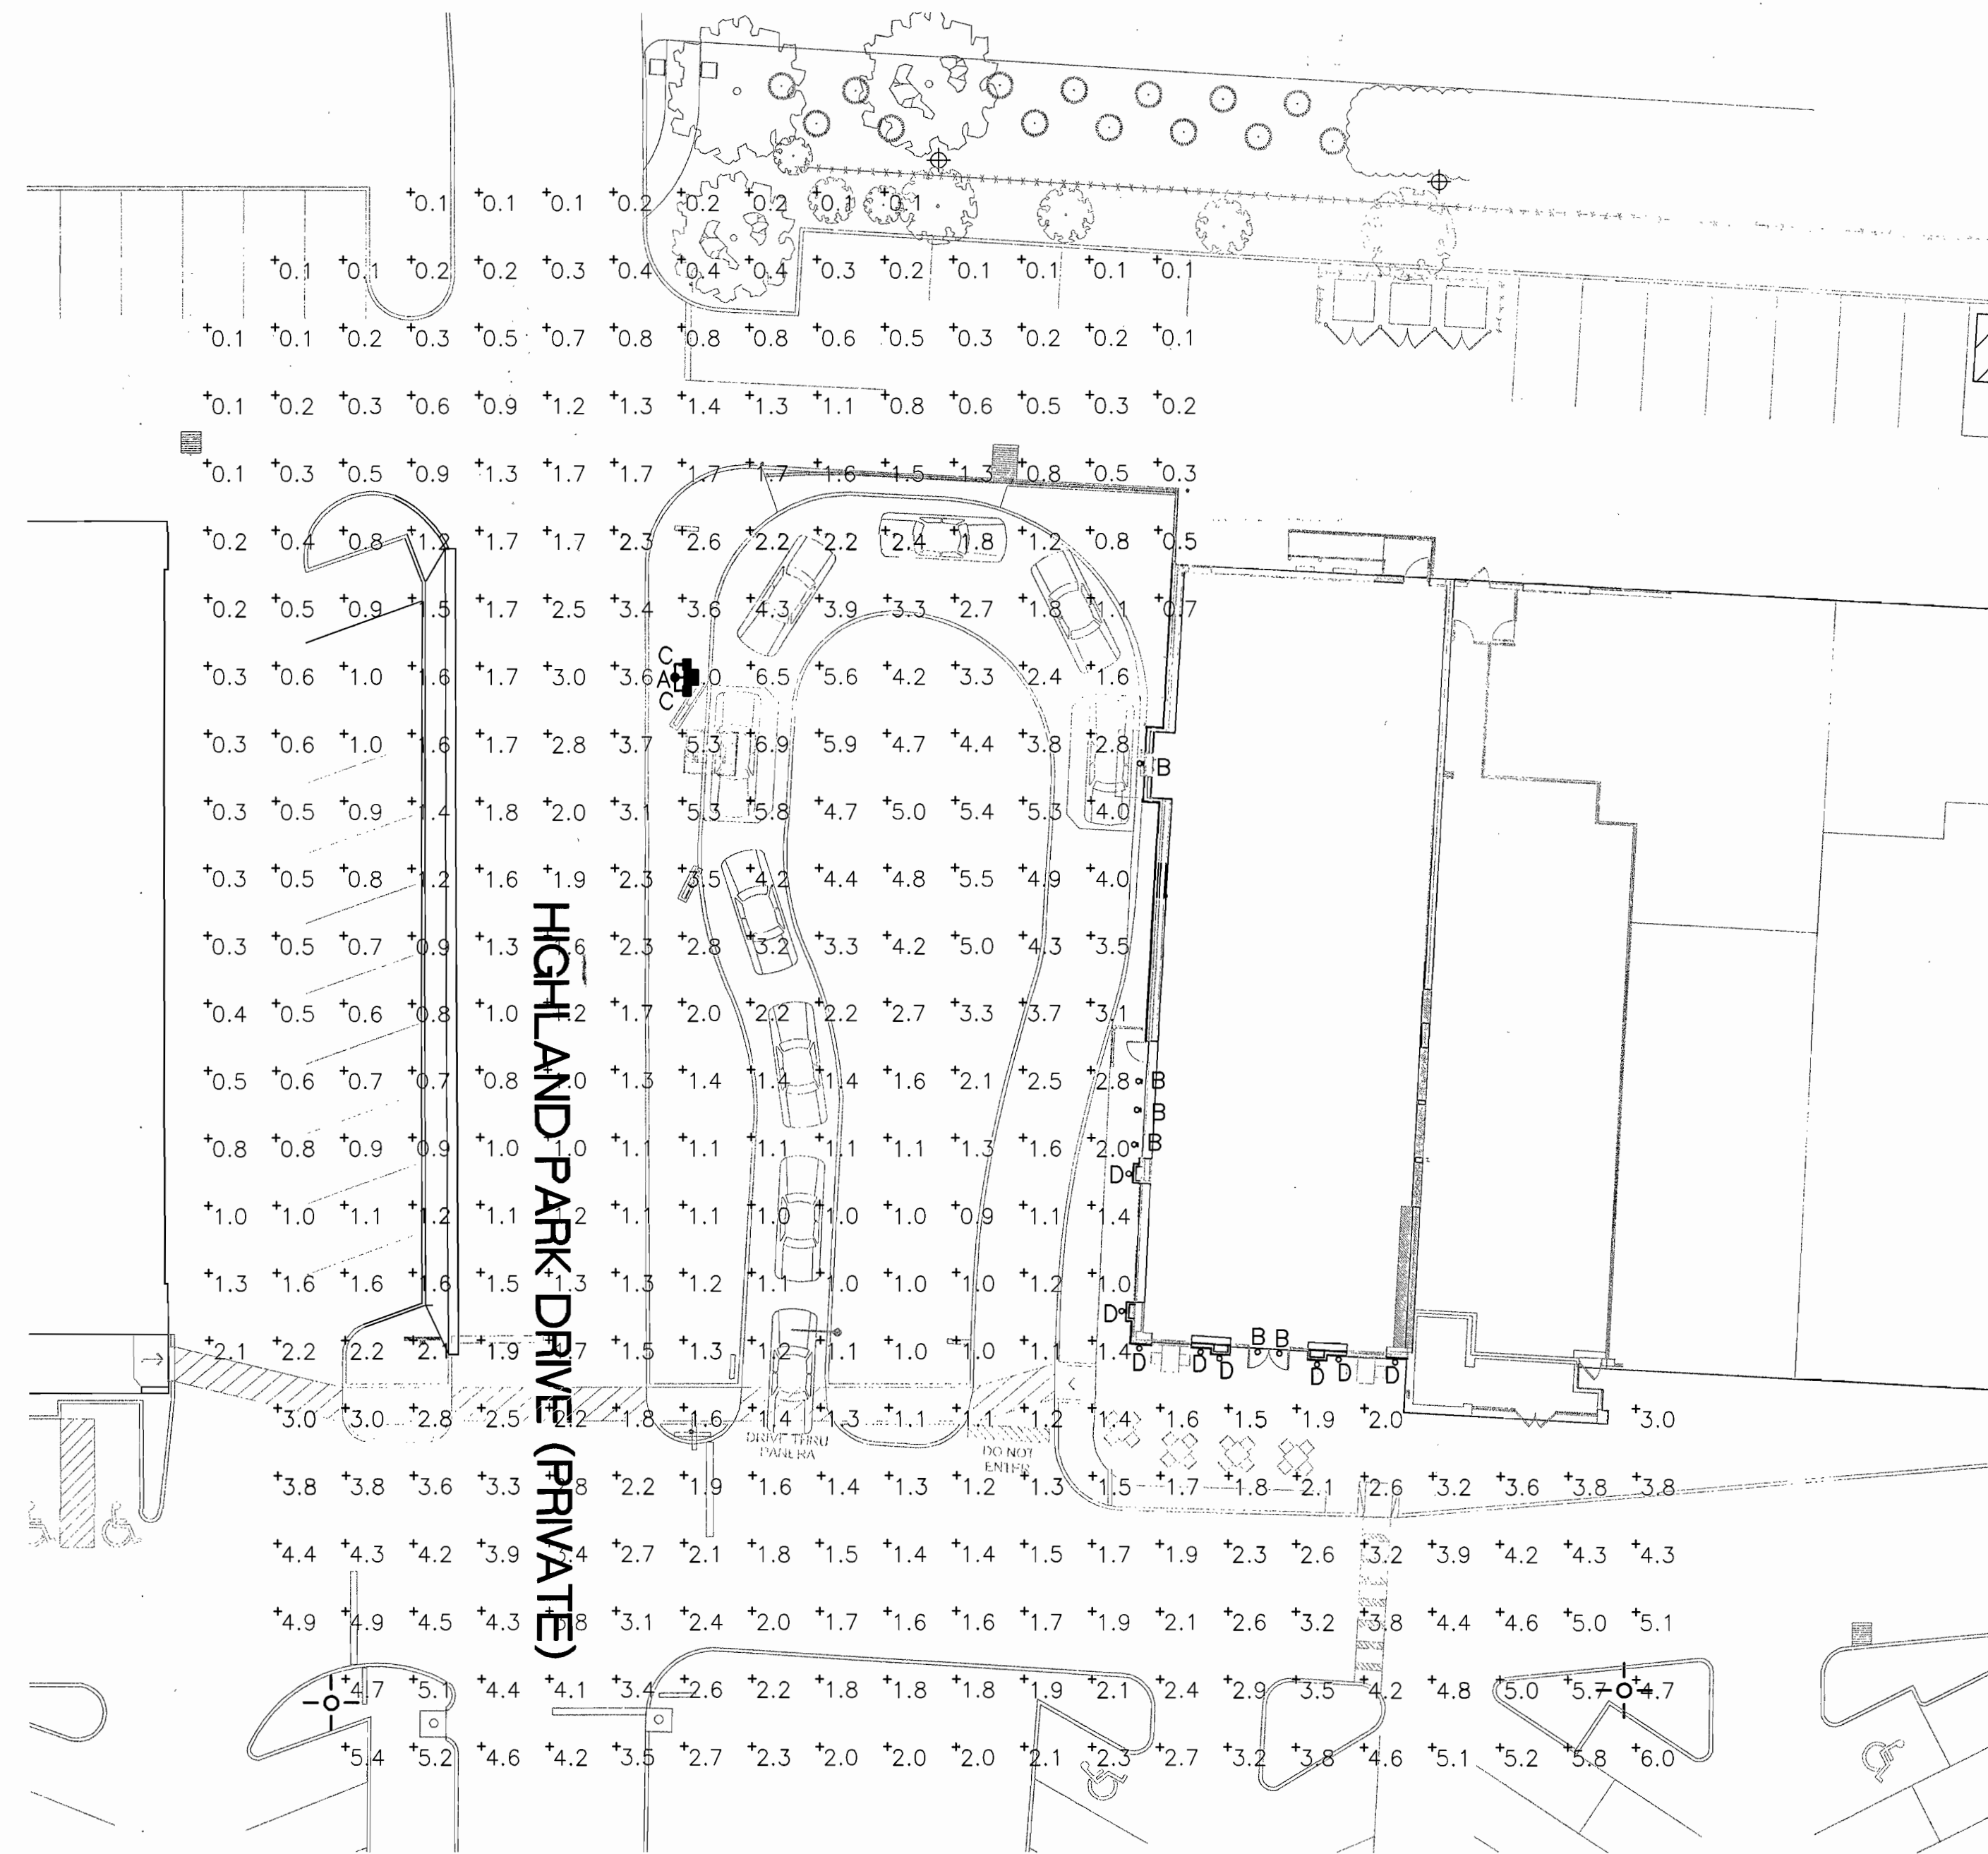 +0.1 +0.1 +0.1 +0.2 +0.2 +0.2 +0.1 +0.1
+0.1 +0.1 +0.2 +0.2 +0.3 +0.4 +0.4 +0.4 +0.3 +0.2 +0.1 +0.1 +0.1 +0.1
+0.1 +0.1 +0.2 +0.3 +0.5 +0.7 +0.8 +0.8 +0.8 +0.6 +0.5 +0.3 +0.2 +0.2 +0.1
+0.1 +0.2 +0.3 +0.6 +0.9 +1.2 +1.3 +1.4 +1.3 +1.1 +0.8 +0.6 +0.5 +0.3 +0.2
+0.1 +0.3 +0.5 +0.9 +1.3 +1.7 +1.7 +1.7 +1.7 +1.6 +1.5 +1.3 +0.8 +0.5 +0.3
+0.2 +0.4 +0.8 +1.2 +1.7 +1.7 +2.3 +2.6 +2.2 +2.2 +2.4 +1.8 +1.2 +0.8 +0.5
+0.2 +0.5 +0.9 +1.5 +1.7 +2.5 +3.4 +3.6 +4.3 +3.9 +3.3 +2.7 +1.8 +1.1 +0.7
C
+0.3 +0.6 +1.0 +1.6 +1.7 +3.0 +3.6 A +6.5 +5.6 +4.2 +3.3 +2.4 +1.6
C
+0.3 +0.6 +1.0 +1.6 +1.7 +2.8 +3.7 +5.3 +6.9 +5.9 +4.7 +4.4 +3.8 +2.8
B
+0.3 +0.5 +0.9 +1.4 +1.8 +2.0 +3.1 +5.3 +5.8 +4.7 +5.0 +5.4 +5.3 +4.0
+0.3 +0.5 +0.8 +1.2 +1.6 +1.9 +2.3 +3.5 +4.2 +4.4 +4.8 +5.5 +4.9 +4.0
HIGHLAND PARK DRIVE (PRIVATE)
+0.3 +0.5 +0.7 +0.9 +1.3 +1.6 +2.3 +2.8 +3.2 +3.3 +4.2 +5.0 +4.3 +3.5
+0.4 +0.5 +0.6 +0.8 +1.0 +1.2 +1.7 +2.0 +2.2 +2.2 +2.7 +3.3 +3.7 +3.1
+0.5 +0.6 +0.7 +0.7 +0.8 +1.0 +1.3 +1.4 +1.4 +1.4 +1.6 +2.1 +2.5 +2.8 B
B
+0.8 +0.8 +0.9 +0.9 +1.0 +1.0 +1.1 +1.1 +1.1 +1.1 +1.1 +1.3 +1.6 +2.0 B
D
+1.0 +1.0 +1.1 +1.2 +1.1 +1.2 +1.1 +1.1 +1.0 +1.0 +1.0 +0.9 +1.1 +1.4
+1.3 +1.6 +1.6 +1.6 +1.5 +1.3 +1.3 +1.2 +1.1 +1.0 +1.0 +1.0 +1.2 +1.0
D
B B
+2.1 +2.2 +2.2 +2.1 +1.9 +1.7 +1.5 +1.3 +1.2 +1.1 +1.0 +1.0 +1.1 +1.4
D D D D D D
+3.0 +3.0 +2.8 +2.5 +2.2 +1.8 +1.6 +1.4 +1.3 +1.1 +1.1 +1.2 +1.4 +1.6 +1.5 +1.9 +2.0 +3.0
DRIVE THRU
PANERA
DO NOT
ENTER
+3.8 +3.8 +3.6 +3.3 +2.8 +2.2 +1.9 +1.6 +1.4 +1.3 +1.2 +1.3 +1.5 +1.7 +1.8 +2.1 +2.6 +3.2 +3.6 +3.8 +3.8
+4.4 +4.3 +4.2 +3.9 +3.4 +2.7 +2.1 +1.8 +1.5 +1.4 +1.4 +1.5 +1.7 +1.9 +2.3 +2.6 +3.2 +3.9 +4.2 +4.3 +4.3
+4.9 +4.9 +4.5 +4.3 +3.8 +3.1 +2.4 +2.0 +1.7 +1.6 +1.6 +1.7 +1.9 +2.1 +2.6 +3.2 +3.8 +4.4 +4.6 +5.0 +5.1
+4.7 +5.1 +4.4 +4.1 +3.4 +2.6 +2.2 +1.8 +1.8 +1.8 +1.9 +2.1 +2.4 +2.9 +3.5 +4.2 +4.8 +5.0 +5.7 +4.7
+5.4 +5.2 +4.6 +4.2 +3.5 +2.7 +2.3 +2.0 +2.0 +2.0 +2.1 +2.3 +2.7 +3.2 +3.8 +4.6 +5.1 +5.2 +5.8 +6.0